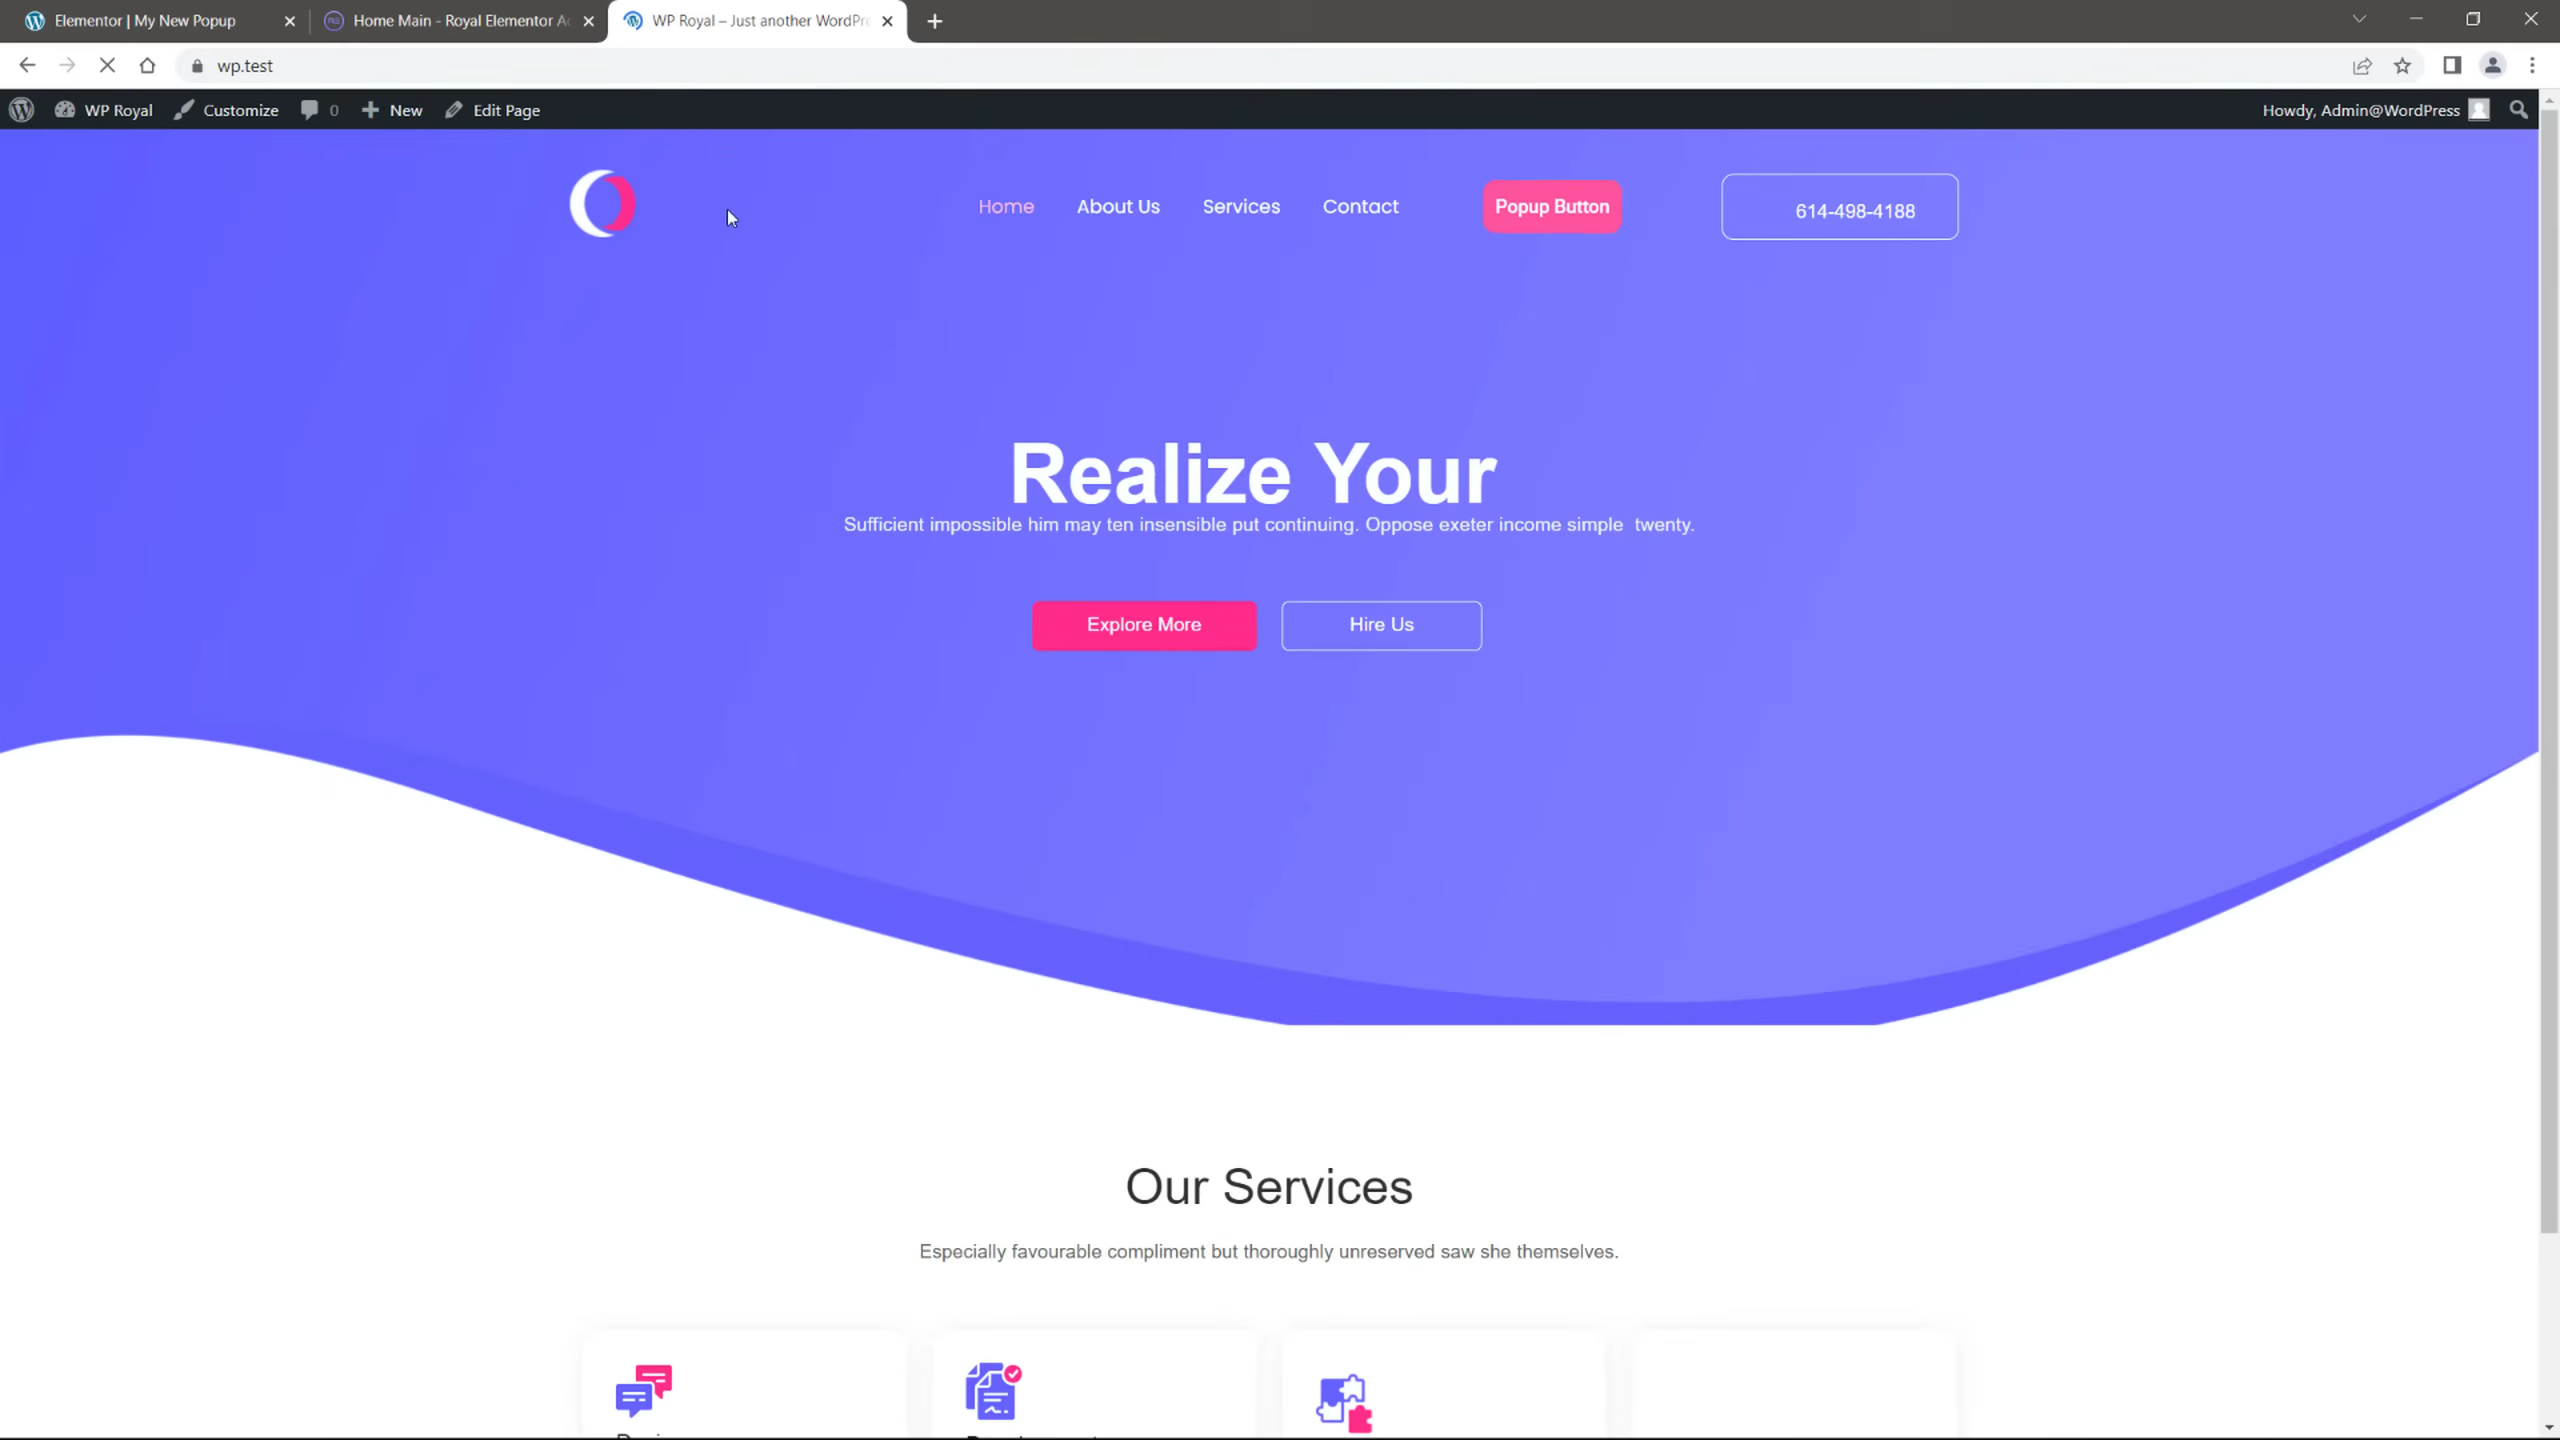 Elementor | My New Popup
Home Main - Royal Elementor
WP Royal – Just another WordPr
wp.test
WP Royal
Customize
0
New
Edit Page
Howdy, Admin@WordPress
Home
About Us
Services
Contact
Popup Button
614-498-4188
Realize Your
Sufficient impossible him may ten insensible put continuing. Oppose exeter income simple twenty.
Explore More
Hire Us
Our Services
Especially favourable compliment but thoroughly unreserved saw she themselves.